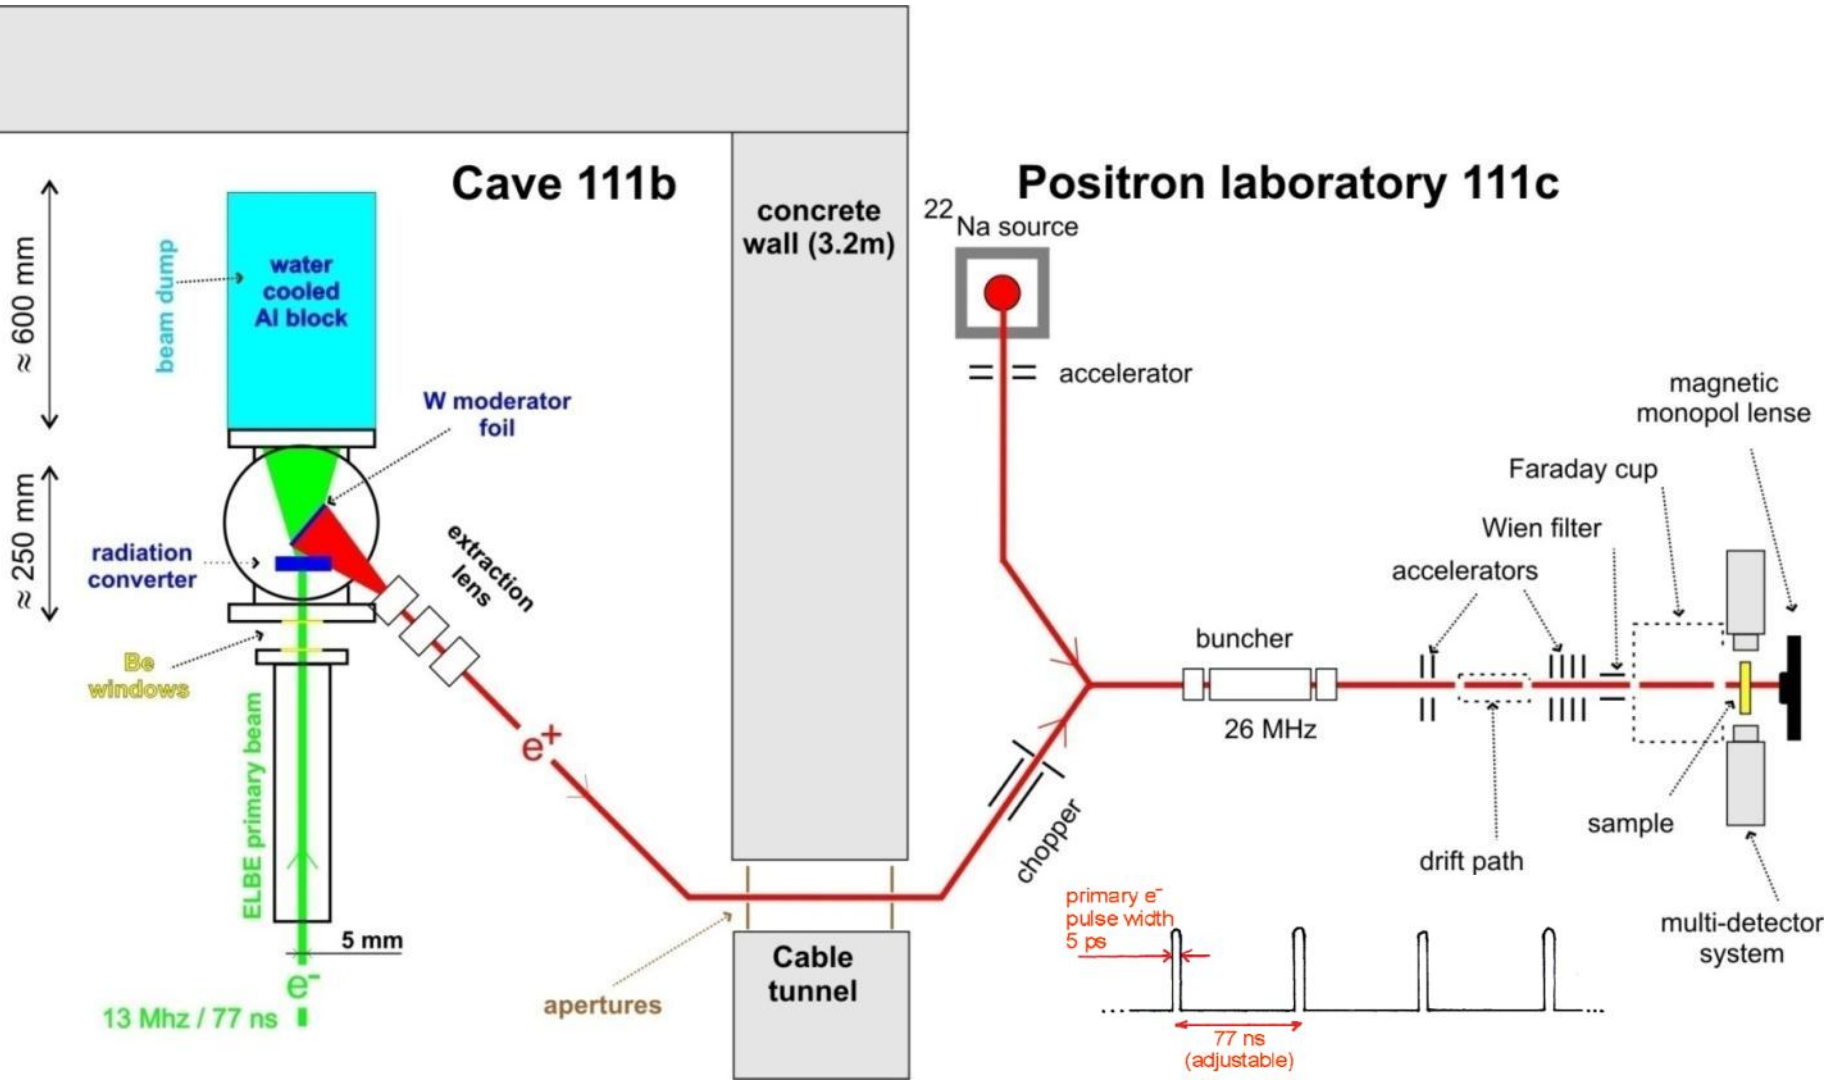 Cave 111b
Positron laboratory 111c
concrete
wall (3.2m)
²²Na source
accelerator
≈ 600 mm
beam dump
water
cooled
Al block
W moderator
foil
≈ 250 mm
radiation
converter
extraction
lens
Be
windows
ELBE primary beam
5 mm
e⁻
13 Mhz / 77 ns
e⁺
apertures
Cable
tunnel
chopper
buncher
26 MHz
accelerators
Wien filter
Faraday cup
magnetic
monopol lense
drift path
sample
multi-detector
system
primary e⁻
pulse width
5 ps
77 ns
(adjustable)